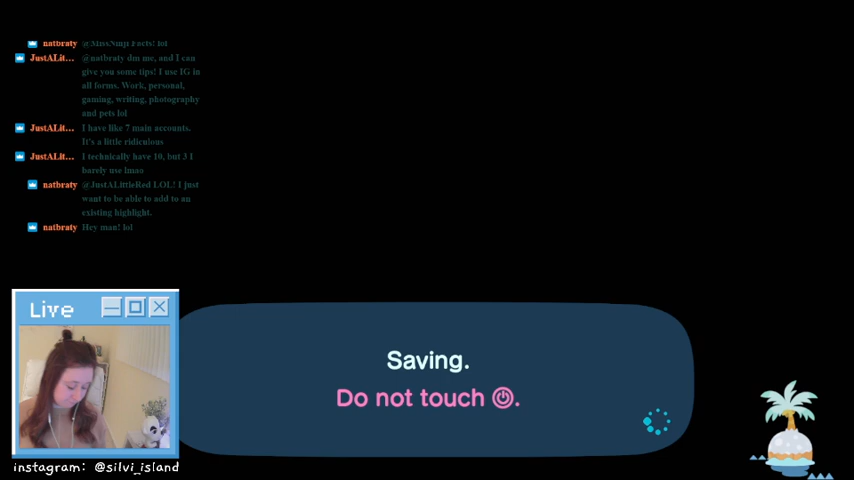 natbraty @MissNinji Facts! lol
JustALit... @natbraty dm me, and I can
give you some tips! I use IG in
all forms. Work, personal,
gaming, writing, photography
and pets lol
JustALit... I have like 7 main accounts.
It's a little ridiculous
JustALit... I technically have 10, but 3 I
barely use lmao
natbraty @JustALittleRed LOL! I just
want to be able to add to an
existing highlight.
natbraty Hey man! lol
Live
Saving.
Do not touch ⏻.
instagram: @silvi_island